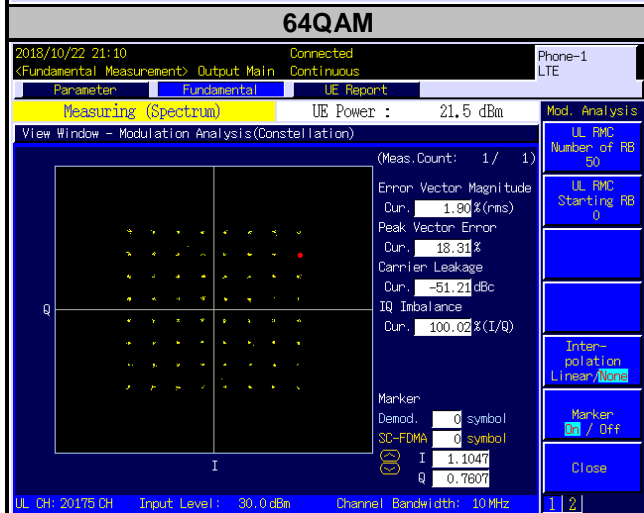 64QAM
2018/10/22 21:10 Connected Phone-1
<Fundamental Measurement> Output Main Continuous LTE
Parameter Fundamental UE Report
Measuring (Spectrum) UE Power : 21.5 dBm Mod. Analysis
View Window - Modulation Analysis(Constellation)
UL RMC
Number of RB
50
(Meas.Count: 1/ 1)
Error Vector Magnitude
Cur. 1.90 %(rms)
UL RMC
Starting RB
0
Peak Vector Error
Cur. 18.31 %
Carrier Leakage
Cur. -51.21 dBc
IQ Imbalance
Cur. 100.02 %(I/Q)
Q
Inter-
polation
Linear/None
Marker
Demod. 0 symbol
SC-FDMA 0 symbol
I 1.1047
Q 0.7607
Marker
On / Off
I
Close
UL CH: 20175 CH Input Level: 30.0 dBm Channel Bandwidth: 10 MHz 1 2